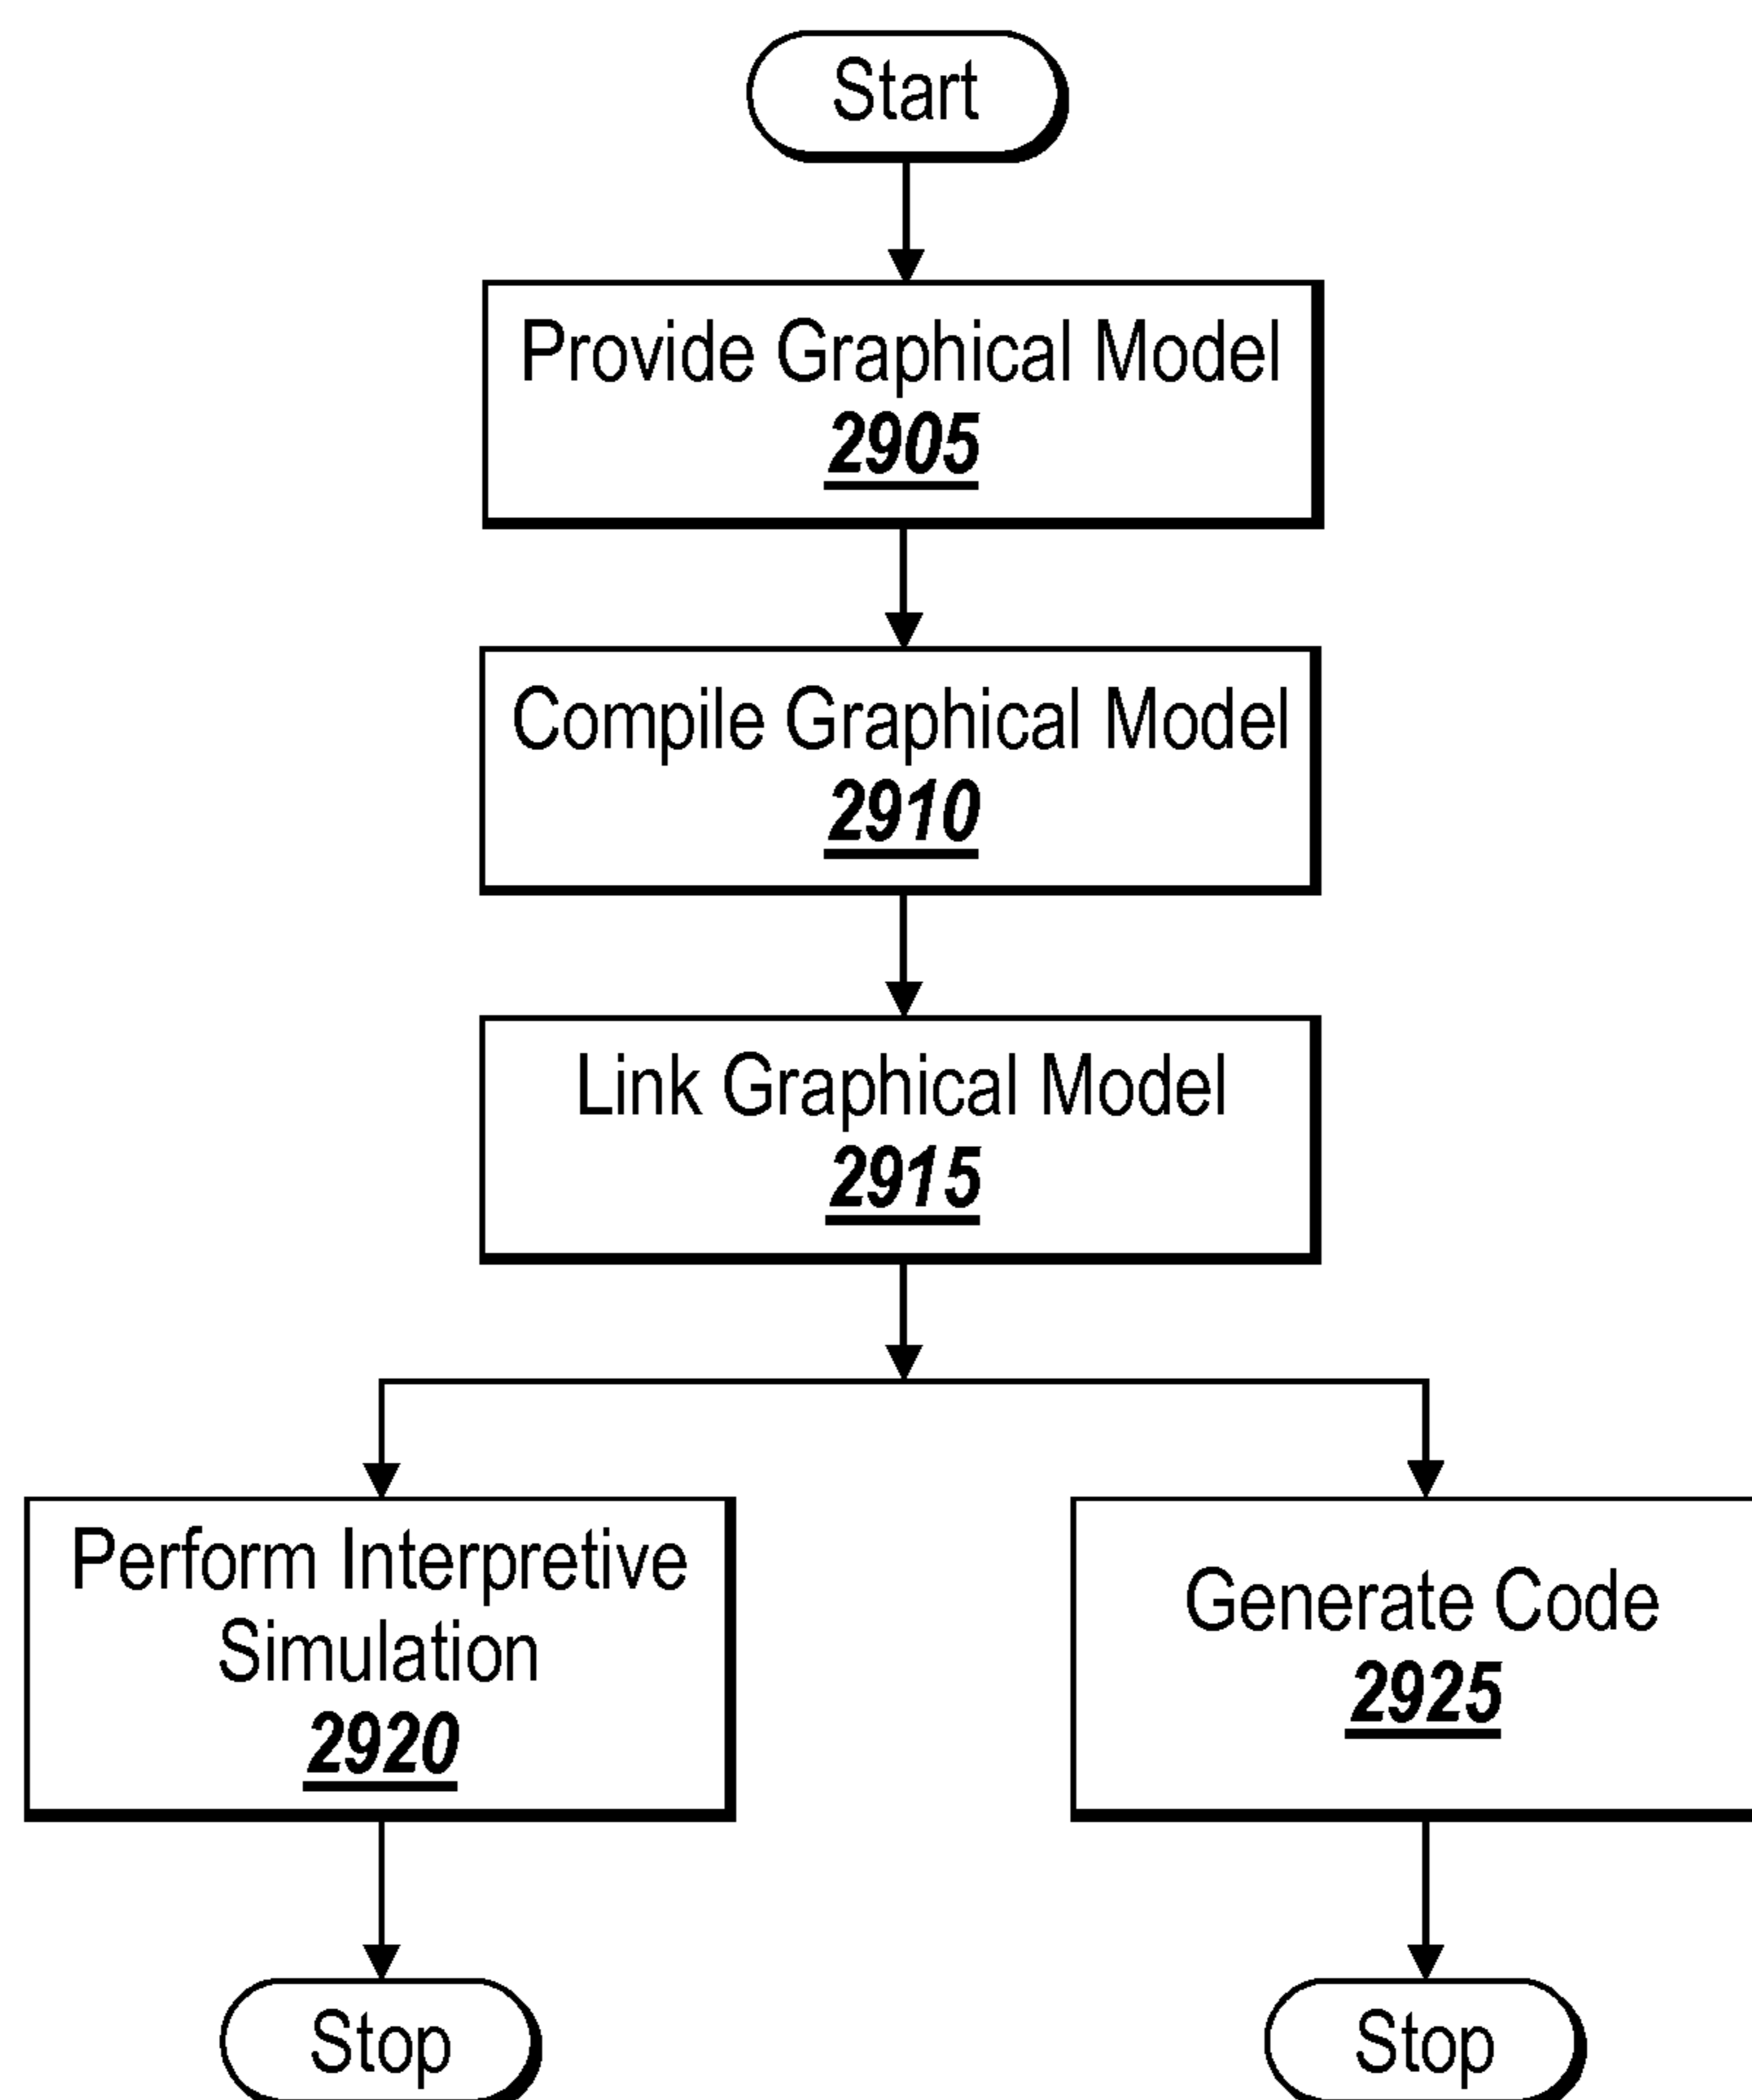 Start
Provide Graphical Model
2905
Compile Graphical Model
2910
Link Graphical Model
2915
Perform Interpretive
Simulation
2920
Generate Code
2925
Stop
Stop